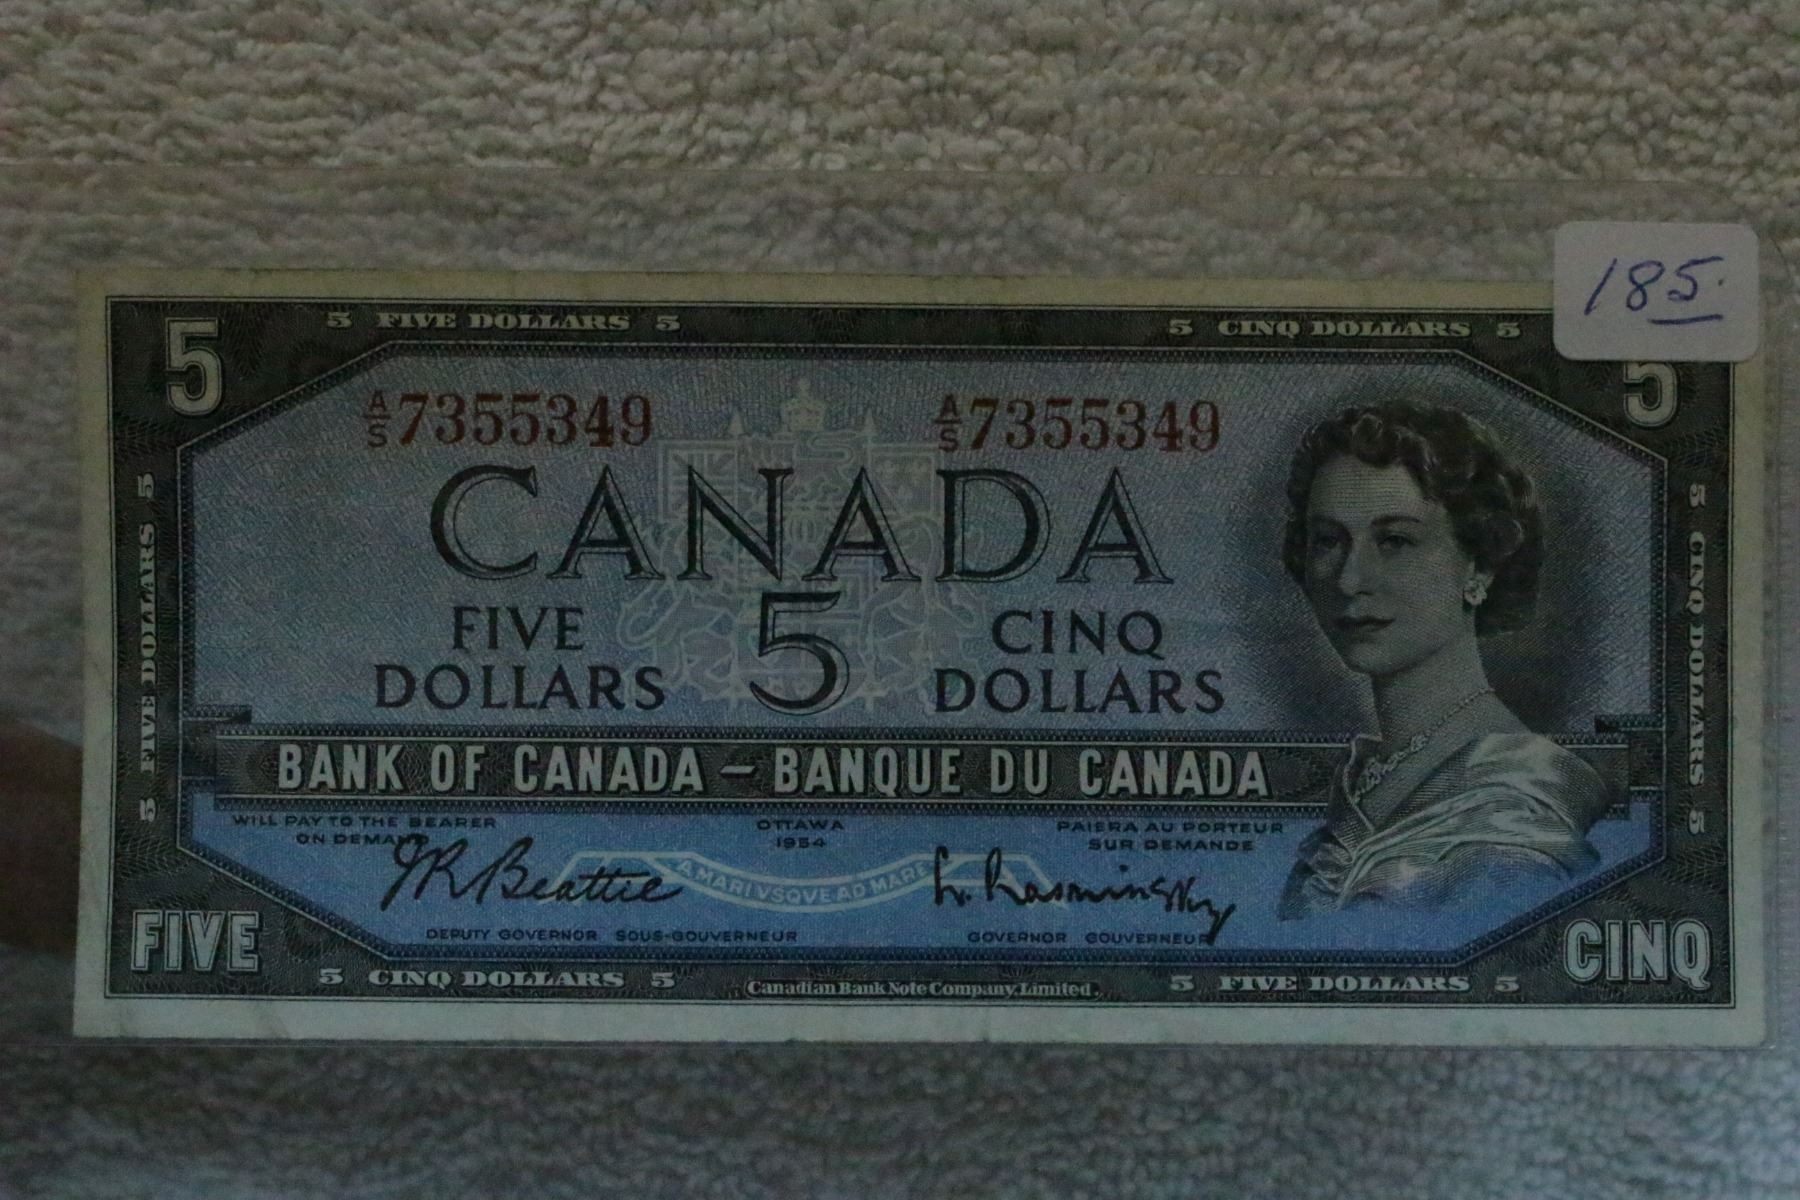 185.
5 FIVE DOLLARS 5
5 CINQ DOLLARS 5
5
5
A/S 7355349
A/S 7355349
CANADA
FIVE
DOLLARS
5
CINQ
DOLLARS
5 FIVE DOLLARS 5
5 CINQ DOLLARS 5
BANK OF CANADA – BANQUE DU CANADA
WILL PAY TO THE BEARER
ON DEMAND
OTTAWA
1954
PAIERA AU PORTEUR
SUR DEMANDE
JR Beattie
A MARI VSQVE AD MARE
L. Rasminsky
DEPUTY GOVERNOR SOUS-GOUVERNEUR
GOVERNOR GOUVERNEUR
FIVE
CINQ
5 CINQ DOLLARS 5
Canadian Bank Note Company, Limited.
5 FIVE DOLLARS 5